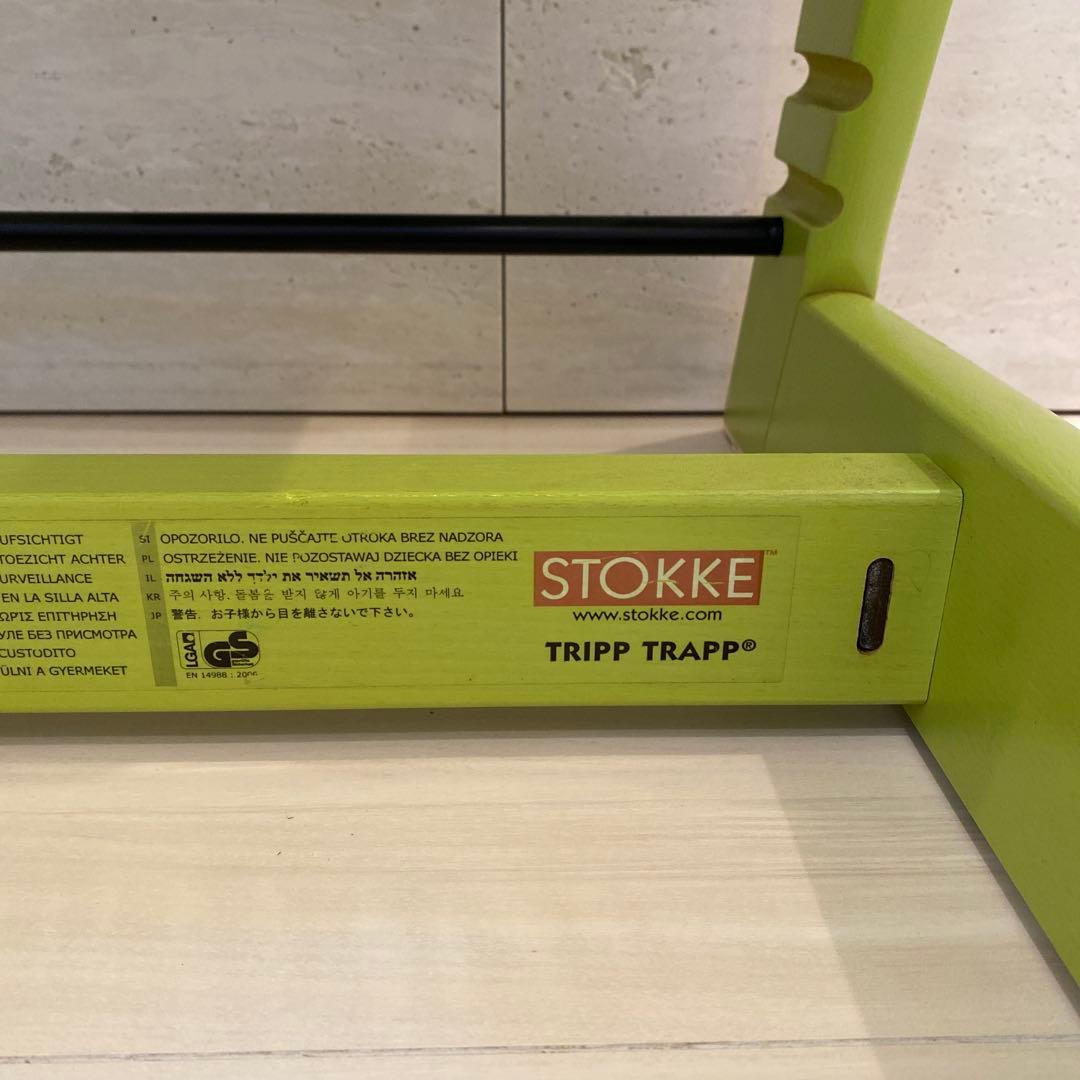 UFSICHTIGT
TOEZICHT ACHTER
URVEILLANCE
EN LA SILLA ALTA
ΩΡΊΣ ΕΠΙΤΗΡΗΣΗ
УЛЕ БЕЗ ПРИСМОТРА
CUSTODITO
ÜLNI A GYERMEKET
SI OPOZORILO. NE PUŠČAJTE OTROKA BREZ NADZORA
PL OSTRZEŻENIE. NIE POZOSTAWAJ DZIECKA BEZ OPIEKI
IL אזהרה אל תשאיר את ילדך ללא השגחה
KR 주의 사항. 돌봄을 받지 않게 아기를 두지 마세요
JP 警告. お子様から目を離さないで下さい。
LGA GS
EN 14988 : 2006
STOKKE™
www.stokke.com
TRIPP TRAPP®